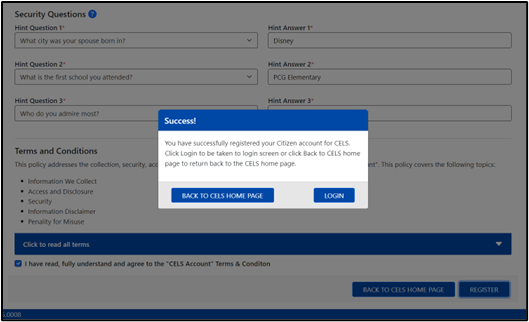 Security Questions ?
Hint Question 1*
Hint Answer 1*
What city was your spouse born in?
Disney
Hint Question 2*
Hint Answer 2*
What is the first school you attended?
PCG Elementary
Hint Question 3*
Hint Answer 3*
Who do you admire most?
Success!
You have successfully registered your Citizen account for CELS.
Click Login to be taken to login screen or click Back to CELS home
page to return back to the CELS home page.
BACK TO CELS HOME PAGE
LOGIN
Terms and Conditions
This policy addresses the collection, security, acc
nt". This policy covers the following topics:
Information We Collect
Access and Disclosure
Security
Information Disclaimer
Penality for Misuse
Click to read all terms
I have read, fully understand and agree to the "CELS Account" Terms & Conditon
BACK TO CELS HOME PAGE
REGISTER
.0008